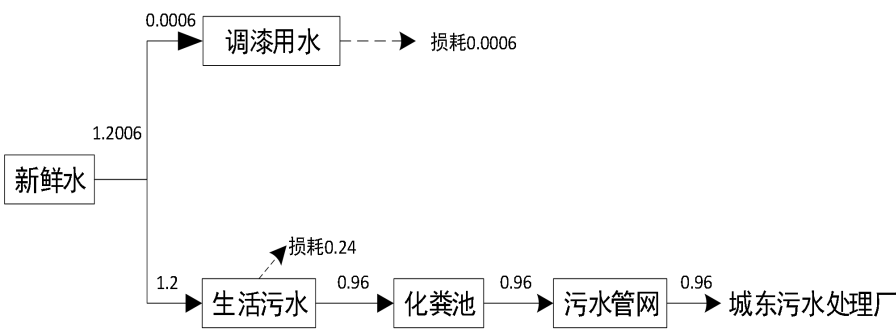 0.0006
调漆用水
损耗0.0006
1.2006
新鲜水
损耗0.24
1.2
生活污水
0.96
化粪池
0.96
污水管网
0.96
城东污水处理厂